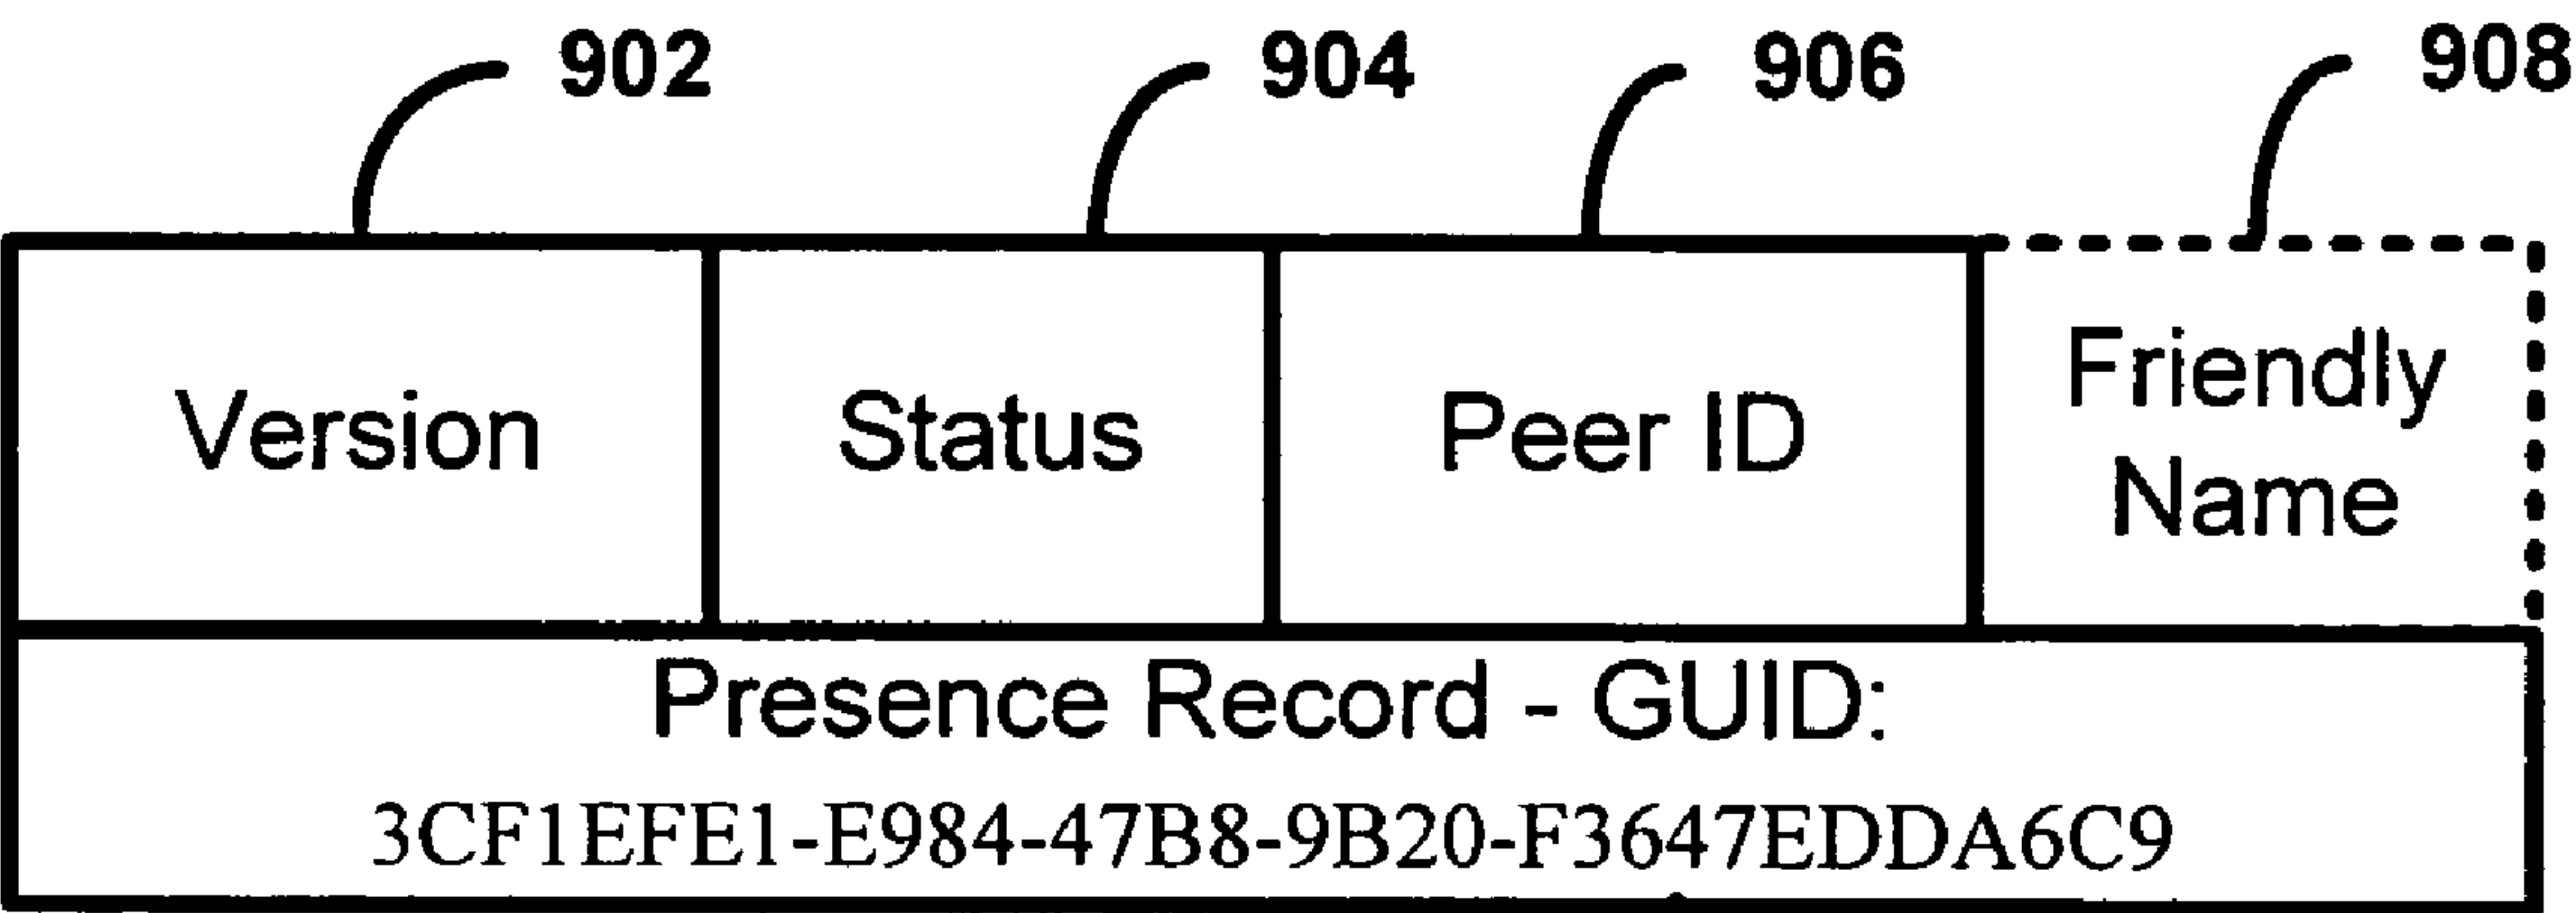 902 904 906 908
Version Status Peer ID Friendly Name
Presence Record - GUID:
3CF1EFE1-E984-47B8-9B20-F3647EDDA6C9